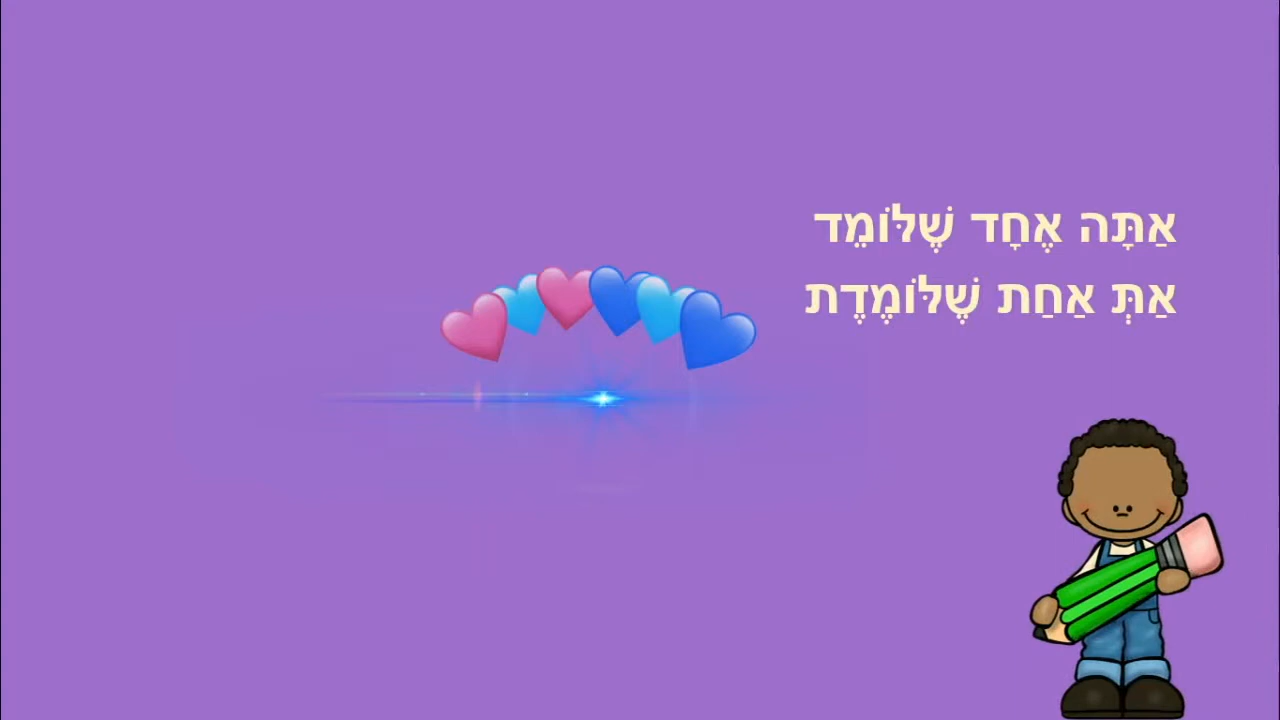 אַתָּה אֶחָד שֶׁלּוֹמֵד
אַתְּ אַחַת שֶׁלּוֹמֶדֶת